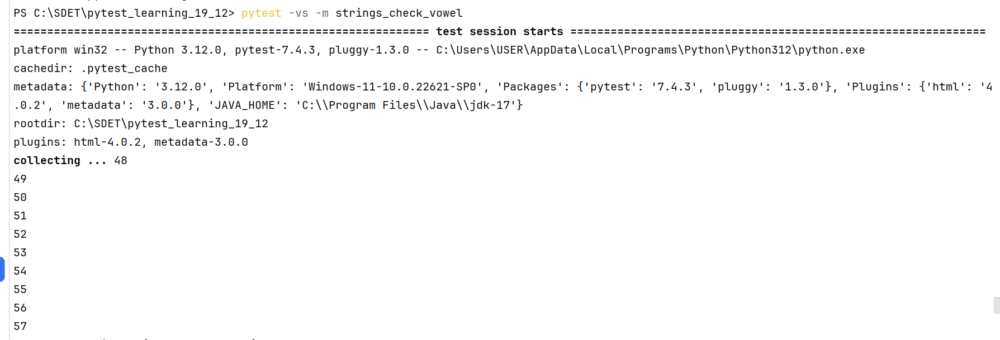 PS C:\SDET\pytest_learning_19_12> pytest -vs -m strings_check_vowel
============================================================== test session starts ==============================================================
platform win32 -- Python 3.12.0, pytest-7.4.3, pluggy-1.3.0 -- C:\Users\USER\AppData\Local\Programs\Python\Python312\python.exe
cachedir: .pytest_cache
metadata: {'Python': '3.12.0', 'Platform': 'Windows-11-10.0.22621-SP0', 'Packages': {'pytest': '7.4.3', 'pluggy': '1.3.0'}, 'Plugins': {'html': '4
.0.2', 'metadata': '3.0.0'}, 'JAVA_HOME': 'C:\\Program Files\\Java\\jdk-17'}
rootdir: C:\SDET\pytest_learning_19_12
plugins: html-4.0.2, metadata-3.0.0
collecting ... 48
49
50
51
52
53
54
55
56
57